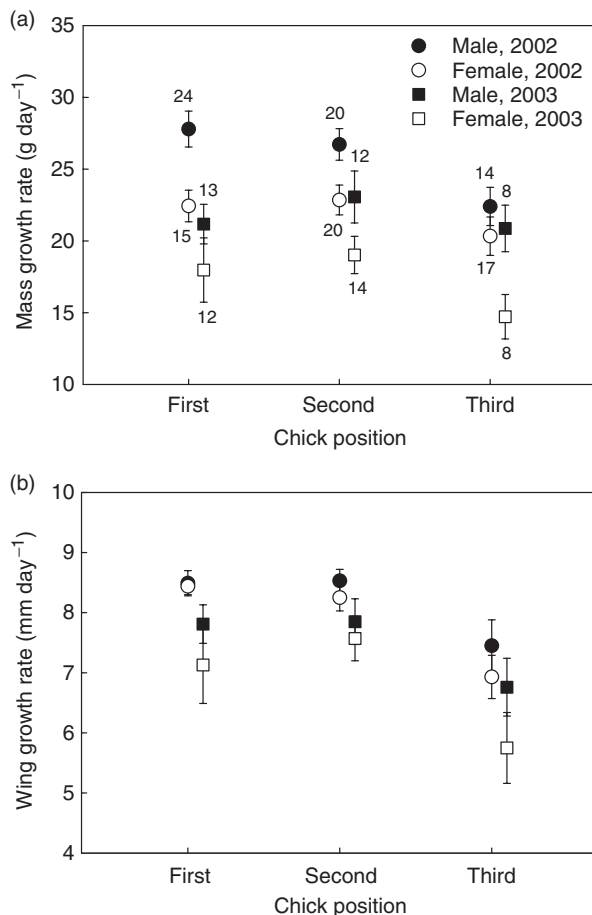 (a)
35
30
25
20
15
10
Mass growth rate (g day⁻¹)
Male, 2002
Female, 2002
Male, 2003
Female, 2003
24
15
13
12
20
20
12
14
14
17
8
8
First Second Third
Chick position
(b)
10
9
8
7
6
5
4
Wing growth rate (mm day⁻¹)
First Second Third
Chick position